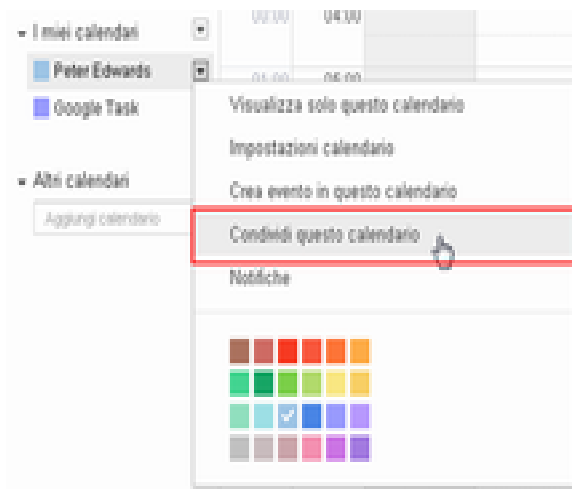 I miei calendari
00:00 04:00
Peter Edwards
01:00 05:00
Google Task
Visualizza solo questo calendario
Impostazioni calendario
Altri calendari
Crea evento in questo calendario
Aggiungi calendario
Condividi questo calendario
Notifiche